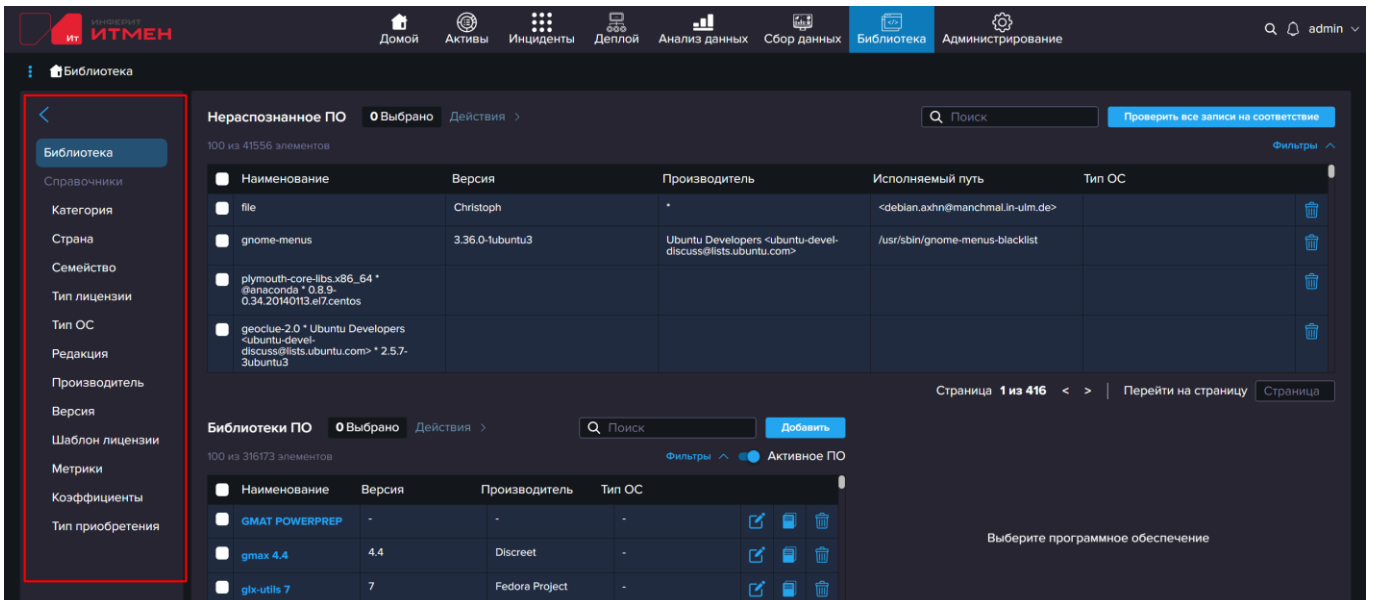 ИНФЕРИТ
ИТ ИТМЕН
Домой Активы Инциденты Деплой Анализ данных Сбор данных Библиотека Администрирование admin
Библиотека
Библиотека
Справочники
Категория
Страна
Семейство
Тип лицензии
Тип ОС
Редакция
Производитель
Версия
Шаблон лицензии
Метрики
Коэффициенты
Тип приобретения
Нераспознанное ПО 0 Выбрано Действия > Поиск Проверить все записи на соответствие
100 из 41556 элементов Фильтры
Наименование Версия Производитель Исполняемый путь Тип ОС
file Christoph * <debian.axhn@manchmal.in-ulm.de>
gnome-menus 3.36.0-1ubuntu3 Ubuntu Developers <ubuntu-devel- /usr/sbin/gnome-menus-blacklist
discuss@lists.ubuntu.com>
plymouth-core-libs.x86_64 *
@anaconda * 0.8.9-
0.34.20140113.el7.centos
geoclue-2.0 * Ubuntu Developers
<ubuntu-devel-
discuss@lists.ubuntu.com> * 2.5.7-
3ubuntu3
Страница 1 из 416 < > | Перейти на страницу Страница
Библиотеки ПО 0 Выбрано Действия > Поиск Добавить
100 из 316173 элементов Фильтры Активное ПО
Наименование Версия Производитель Тип ОС
GMAT POWERPREP - - -
gmax 4.4 4.4 Discreet -
glx-utils 7 7 Fedora Project -
Выберите программное обеспечение